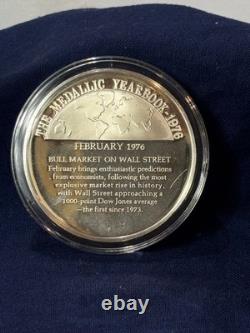 THE MEDALLIC YEARBOOK-1976
FEBRUARY 1976
BULL MARKET ON WALL STREET
February brings enthusiastic predictions
from economists, following the most
explosive market rise in history,
with Wall Street approaching a
1000-point Dow Jones average
—the first since 1973.
124th.com